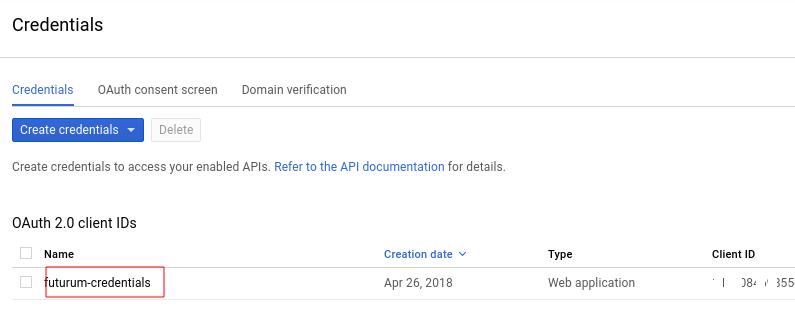 Credentials
Credentials OAuth consent screen Domain verification
Create credentials Delete
Create credentials to access your enabled APIs. Refer to the API documentation for details.
OAuth 2.0 client IDs
Name Creation date Type Client ID
futurum-credentials Apr 26, 2018 Web application